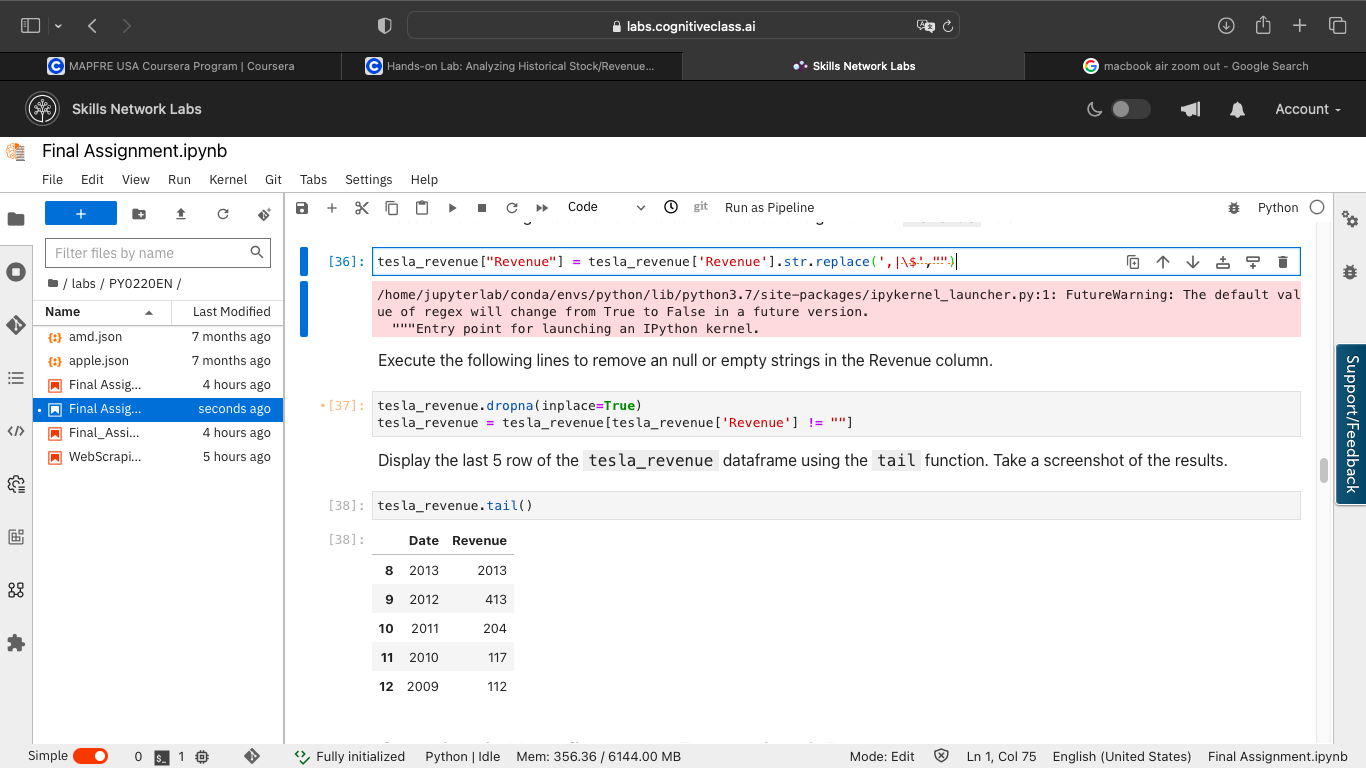 labs.cognitiveclass.ai
MAPFRE USA Coursera Program | Coursera
Hands-on Lab: Analyzing Historical Stock/Revenue...
Skills Network Labs
macbook air zoom out - Google Search
Skills Network Labs
Account
Final Assignment.ipynb
File Edit View Run Kernel Git Tabs Settings Help
Code
git
Run as Pipeline
Python
Filter files by name
/ labs / PY0220EN /
Name Last Modified
amd.json 7 months ago
apple.json 7 months ago
Final Assig... 4 hours ago
Final Assig... seconds ago
Final_Assi... 4 hours ago
WebScrapi... 5 hours ago
[36]: tesla_revenue["Revenue"] = tesla_revenue['Revenue'].str.replace(',|\$',"")
/home/jupyterlab/conda/envs/python/lib/python3.7/site-packages/ipykernel_launcher.py:1: FutureWarning: The default val
ue of regex will change from True to False in a future version.
"""Entry point for launching an IPython kernel.
Execute the following lines to remove an null or empty strings in the Revenue column.
[37]: tesla_revenue.dropna(inplace=True)
tesla_revenue = tesla_revenue[tesla_revenue['Revenue'] != ""]
Display the last 5 row of the tesla_revenue dataframe using the tail function. Take a screenshot of the results.
[38]: tesla_revenue.tail()
[38]: Date Revenue
8 2013 2013
9 2012 413
10 2011 204
11 2010 117
12 2009 112
Support/Feedback
Simple 0 1 Fully initialized Python | Idle Mem: 356.36 / 6144.00 MB Mode: Edit Ln 1, Col 75 English (United States) Final Assignment.ipynb